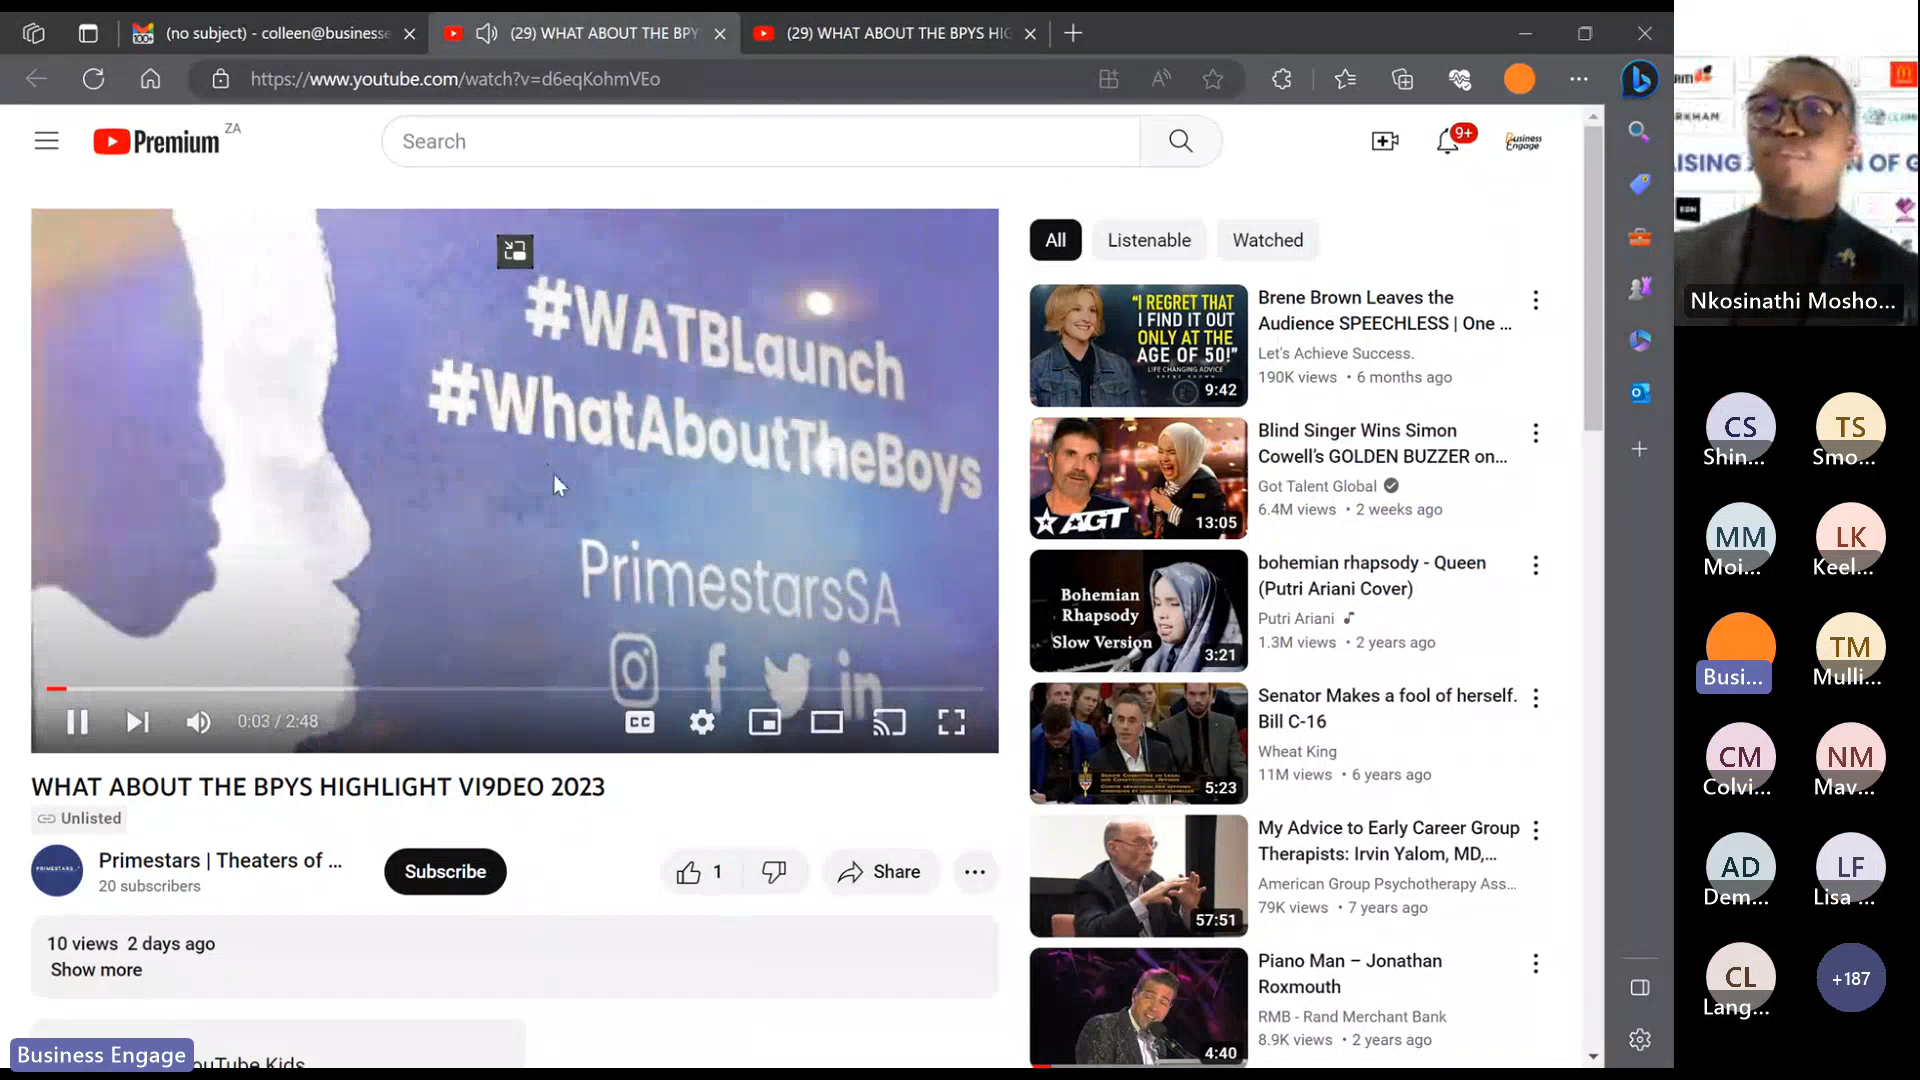 (no subject) - colleen@businesse
(29) WHAT ABOUT THE BPY
(29) WHAT ABOUT THE BPYS HIG
https://www.youtube.com/watch?v=d6eqKohmVEo
Premium ZA
Search
9+
Business
Engage
#WATBLaunch
#WhatAboutTheBoys
PrimestarsSA
0:03 / 2:48
CC
WHAT ABOUT THE BPYS HIGHLIGHT VI9DEO 2023
Unlisted
PRIMESTARS
Primestars | Theaters of ...
20 subscribers
Subscribe
1
Share
10 views 2 days ago
Show more
Business Engage
ouTube Kids
All
Listenable
Watched
"I REGRET THAT
I FIND IT OUT
ONLY AT THE
AGE OF 50!"
LIFE CHANGING ADVICE
9:42
Brene Brown Leaves the
Audience SPEECHLESS | One ...
Let's Achieve Success.
190K views • 6 months ago
AGT
13:05
Blind Singer Wins Simon
Cowell's GOLDEN BUZZER on...
Got Talent Global
6.4M views • 2 weeks ago
Bohemian
Rhapsody
Slow Version
3:21
bohemian rhapsody - Queen
(Putri Ariani Cover)
Putri Ariani
1.3M views • 2 years ago
5:23
Senator Makes a fool of herself.
Bill C-16
Wheat King
11M views • 6 years ago
57:51
My Advice to Early Career Group
Therapists: Irvin Yalom, MD,...
American Group Psychotherapy Ass...
79K views • 7 years ago
4:40
Piano Man – Jonathan
Roxmouth
RMB - Rand Merchant Bank
8.9K views • 2 years ago
RKHAM
AISING
N OF G
Nkosinathi Mosho...
CS
Shin...
TS
Smo...
MM
Moi...
LK
Keel...
Busi...
TM
Mulli...
CM
Colvi...
NM
Mav...
AD
Dem...
LF
Lisa ...
CL
Lang...
+187